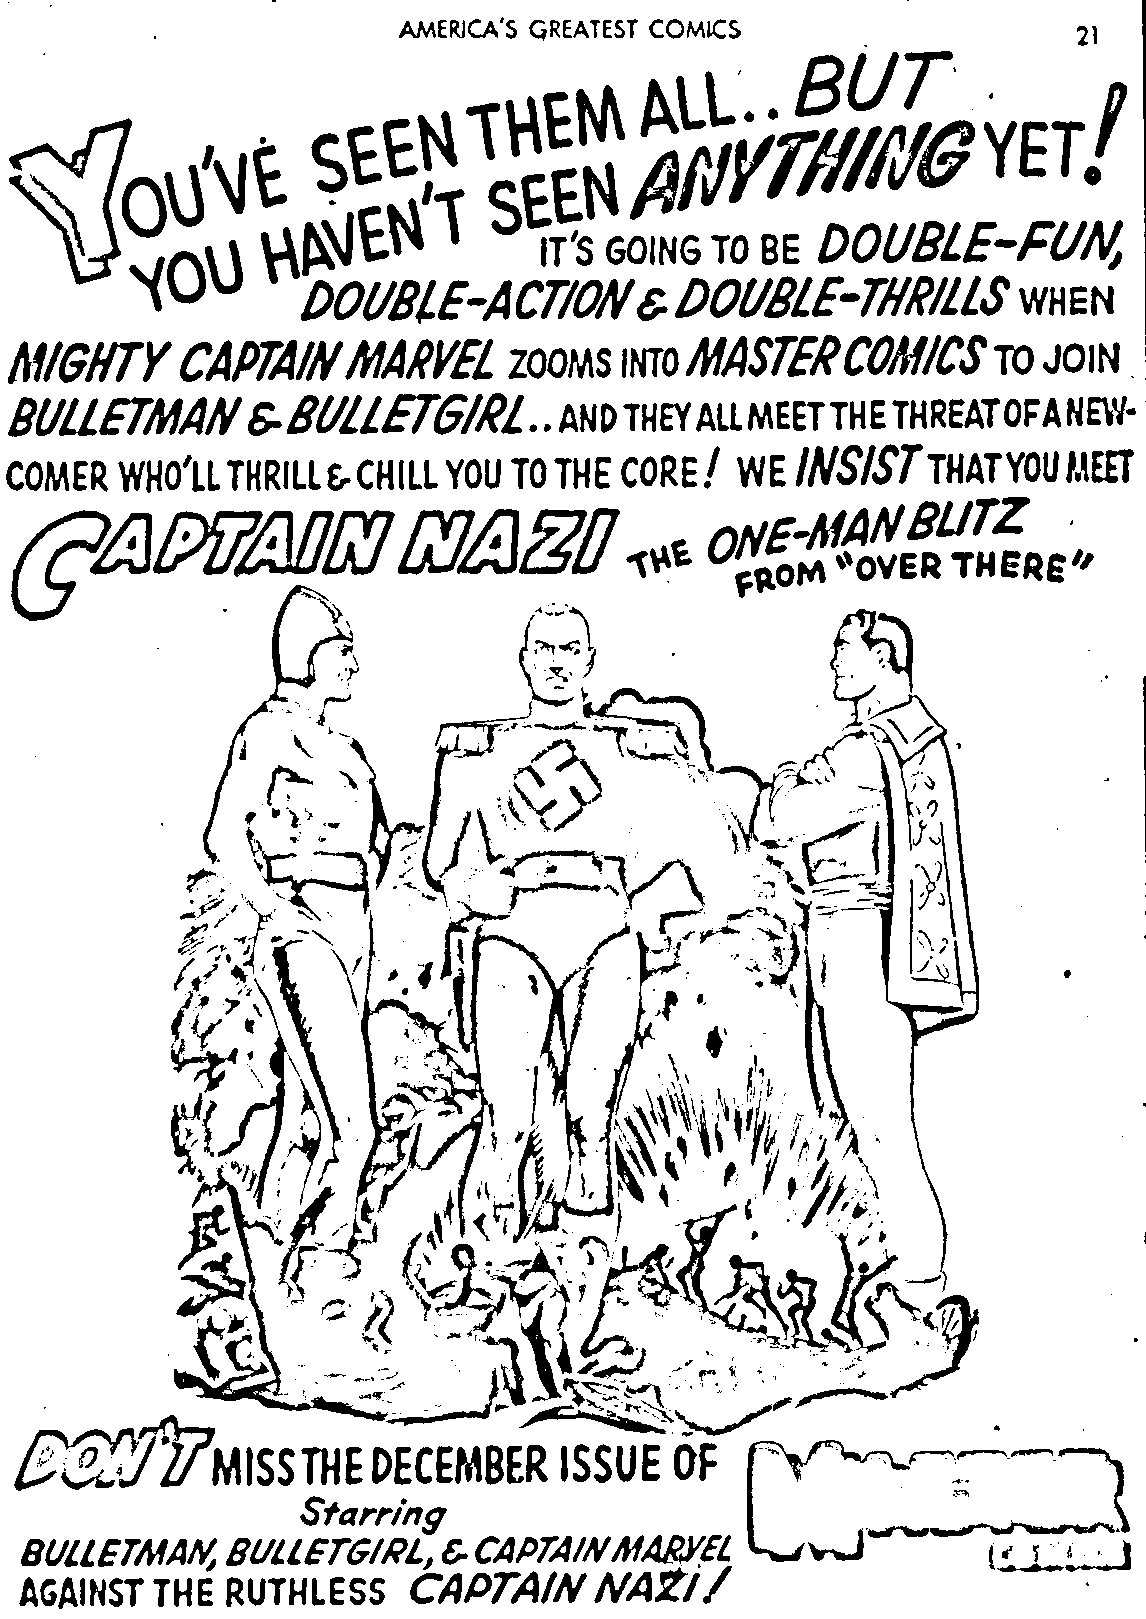 AMERICA'S GREATEST COMICS
21
YOU'VE SEEN THEM ALL.. BUT
YOU HAVEN'T SEEN ANYTHING YET!
IT'S GOING TO BE DOUBLE-FUN,
DOUBLE-ACTION & DOUBLE-THRILLS WHEN
MIGHTY CAPTAIN MARVEL ZOOMS INTO MASTER COMICS TO JOIN
BULLETMAN & BULLETGIRL.. AND THEY ALL MEET THE THREAT OF A NEW-
COMER WHO'LL THRILL & CHILL YOU TO THE CORE! WE INSIST THAT YOU MEET
CAPTAIN NAZI THE ONE-MAN BLITZ
FROM "OVER THERE"
DON'T MISS THE DECEMBER ISSUE OF
Starring
BULLETMAN, BULLETGIRL, & CAPTAIN MARVEL
AGAINST THE RUTHLESS CAPTAIN NAZI!